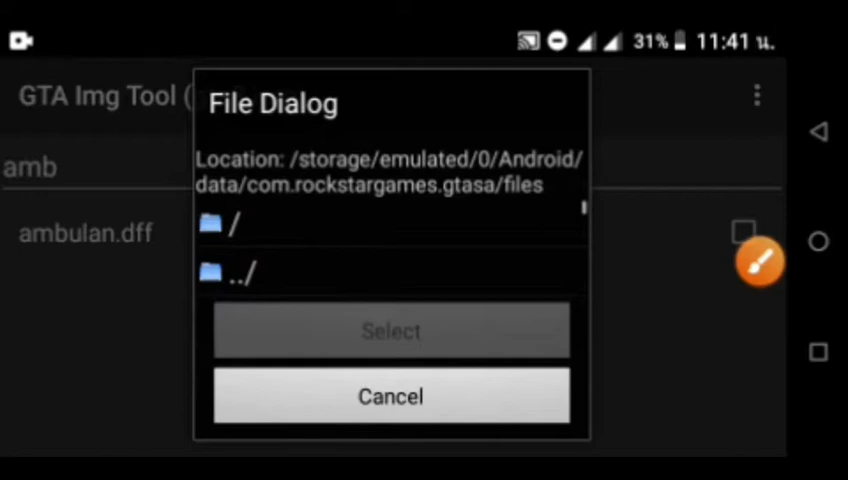 31% 11:41 น.
GTA Img Tool (
File Dialog
amb
Location: /storage/emulated/0/Android/
data/com.rockstargames.gtasa/files
/
ambulan.dff
../
Select
Cancel